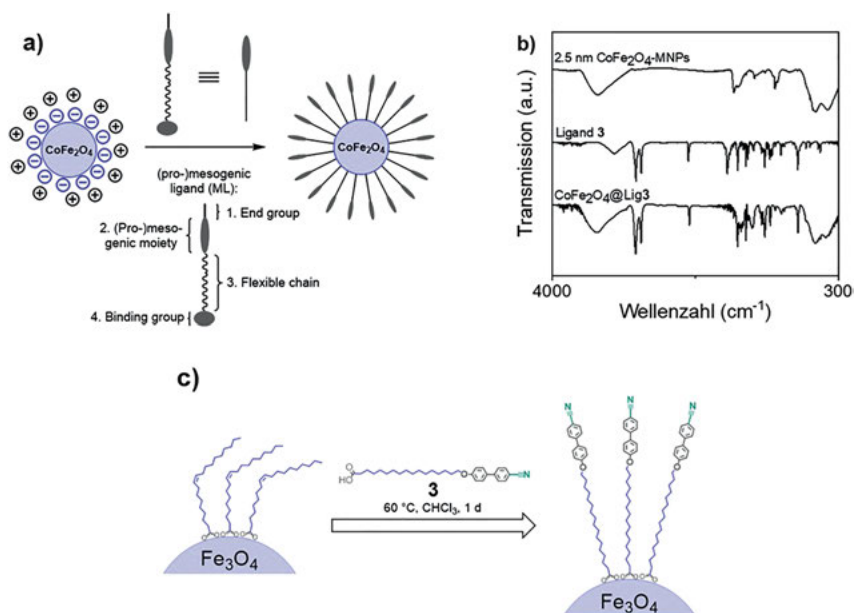 a)
CoFe₂O₄
(pro-)mesogenic
ligand (ML):
CoFe₂O₄
1. End group
2. (Pro-)meso-
genic moiety
3. Flexible chain
4. Binding group
b)
2.5 nm CoFe₂O₄-MNPs
Ligand 3
CoFe₂O₄@Lig3
Transmission (a.u.)
4000
300
Wellenzahl (cm⁻¹)
c)
Fe₃O₄
O
HO
O
N
3
60 °C, CHCl₃, 1 d
N
N
N
O
O
O
Fe₃O₄